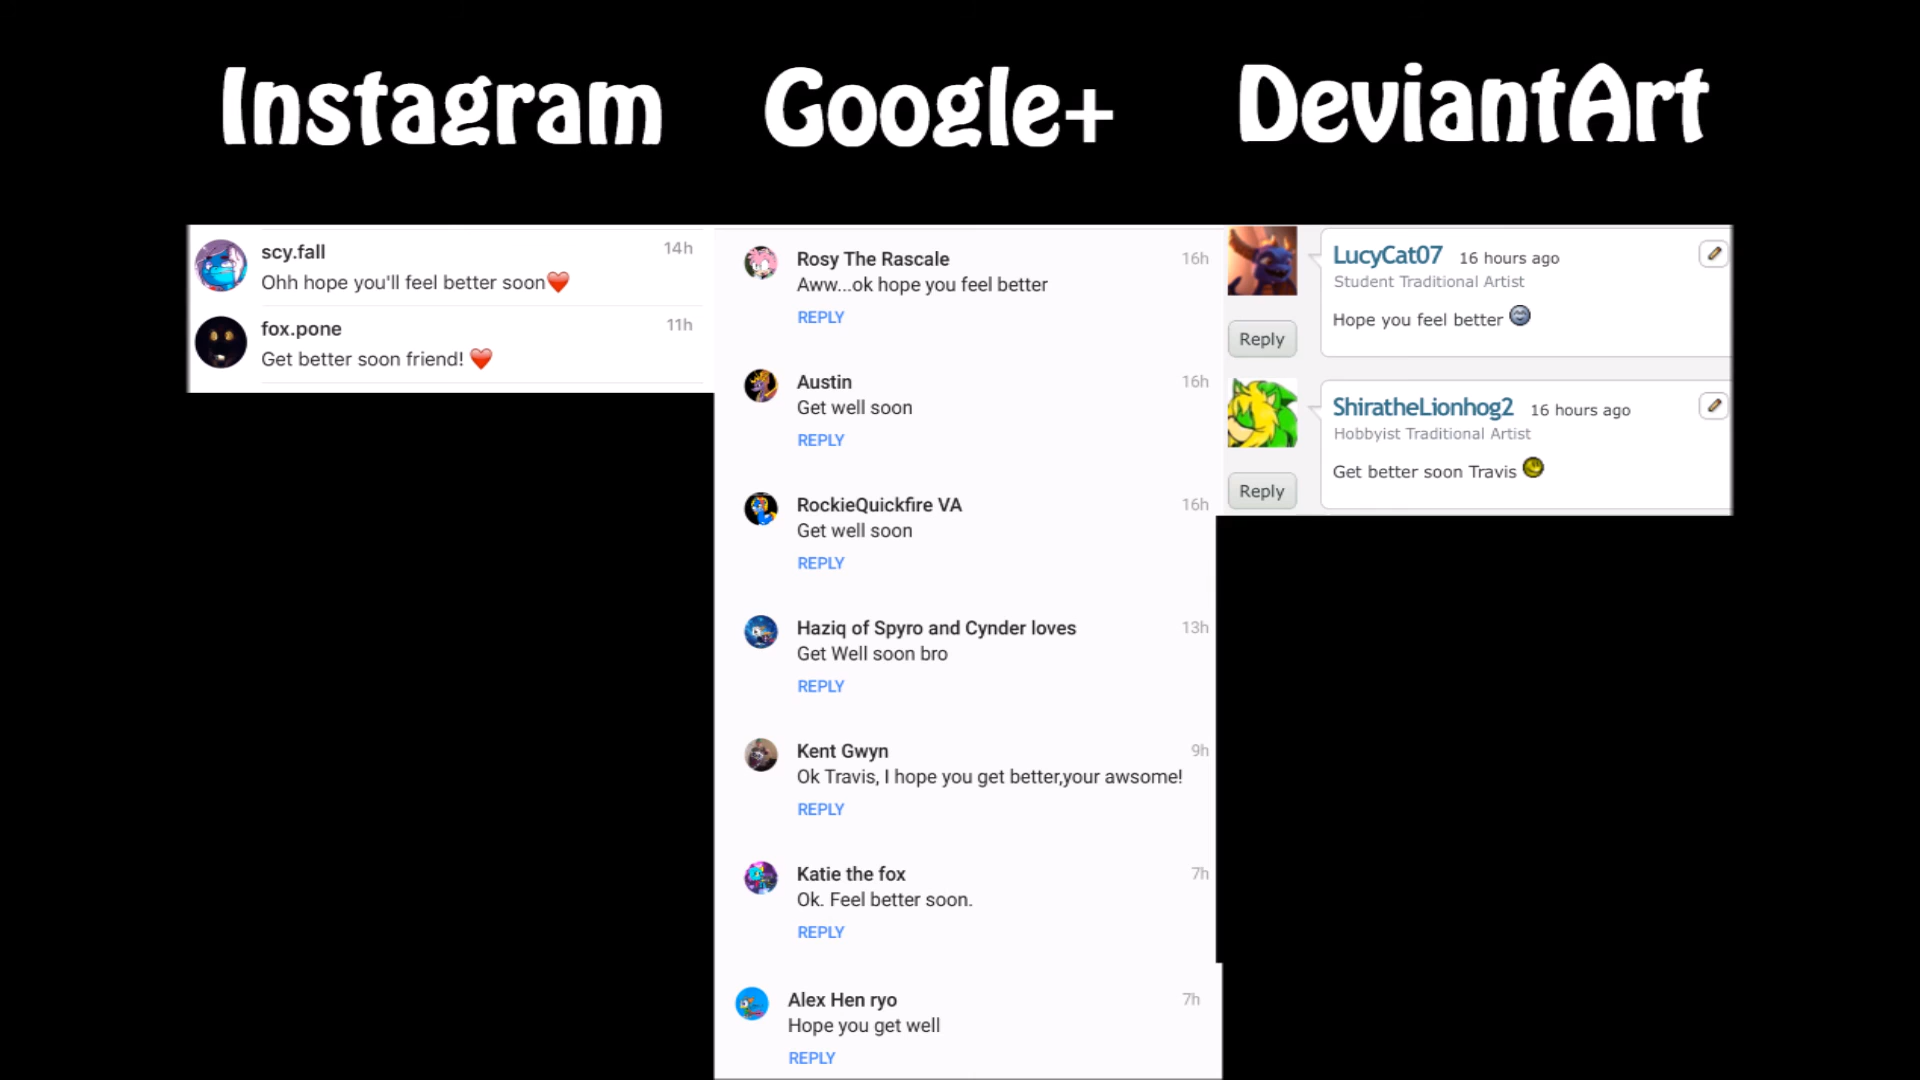 Instagram
Google+
DeviantArt
scy.fall 14h
Ohh hope you'll feel better soon❤️
fox.pone 11h
Get better soon friend! ❤️
Rosy The Rascale 16h
Aww...ok hope you feel better
REPLY
Austin 16h
Get well soon
REPLY
RockieQuickfire VA 16h
Get well soon
REPLY
Haziq of Spyro and Cynder loves 13h
Get Well soon bro
REPLY
Kent Gwyn 9h
Ok Travis, I hope you get better,your awsome!
REPLY
Katie the fox 7h
Ok. Feel better soon.
REPLY
Alex Hen ryo 7h
Hope you get well
REPLY
LucyCat07 16 hours ago
Student Traditional Artist
Hope you feel better
Reply
ShiratheLionhog2 16 hours ago
Hobbyist Traditional Artist
Get better soon Travis
Reply